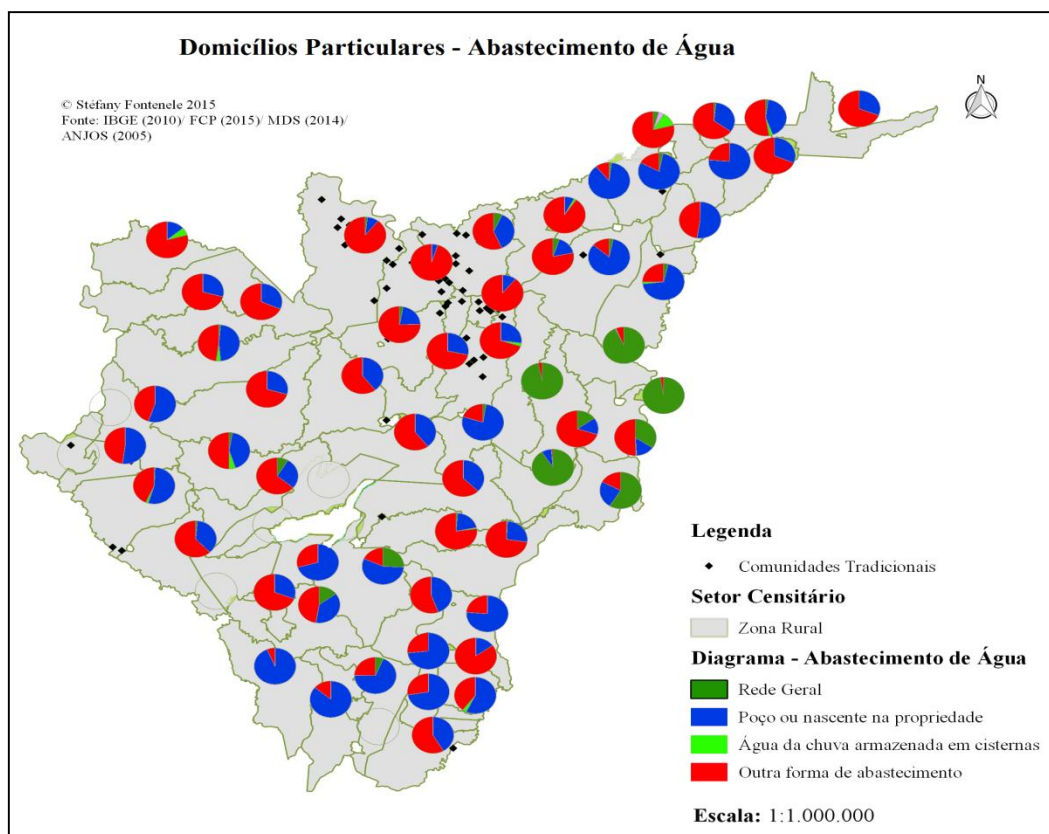 Domicílios Particulares - Abastecimento de Água
© Stéfany Fontenele 2015
Fonte: IBGE (2010)/ FCP (2015)/ MDS (2014)/
ANJOS (2005)
N
Legenda
Comunidades Tradicionais
Setor Censitário
Zona Rural
Diagrama - Abastecimento de Água
Rede Geral
Poço ou nascente na propriedade
Água da chuva armazenada em cisternas
Outra forma de abastecimento
Escala: 1:1.000.000